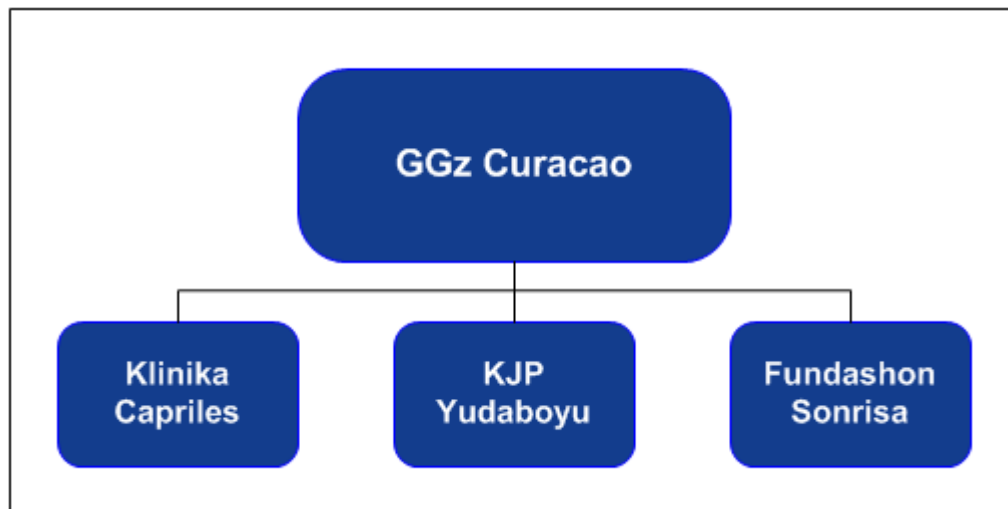 GGz Curacao
Klinika
Capriles
KJP
Yudaboyu
Fundashon
Sonrisa